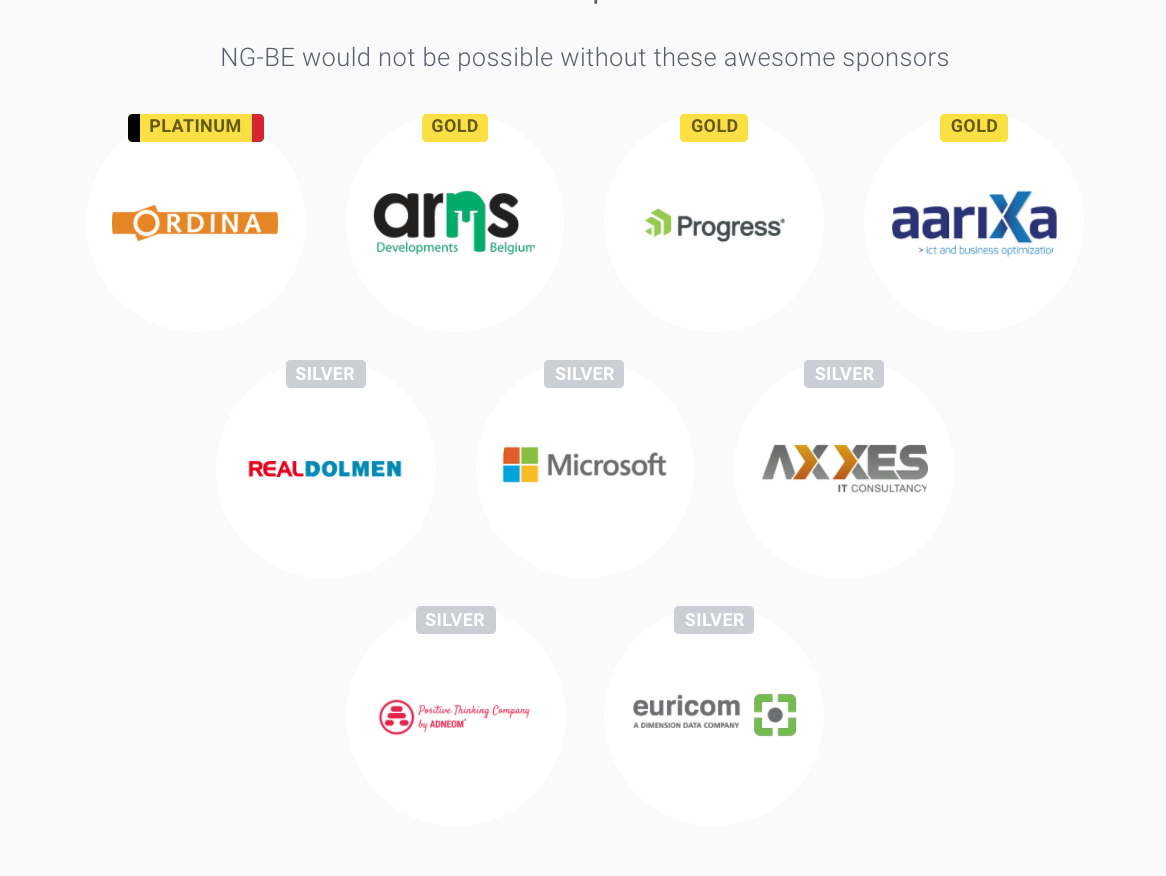 NG-BE would not be possible without these awesome sponsors
PLATINUM
GOLD
GOLD
GOLD
ORDINA
arms
Developments Belgium
Progress®
aariXa
> ict and business optimization
SILVER
SILVER
SILVER
REALDOLMEN
Microsoft
AXXES
IT CONSULTANCY
SILVER
SILVER
Positive Thinking Company
by ADNEOM
euricom
A DIMENSION DATA COMPANY